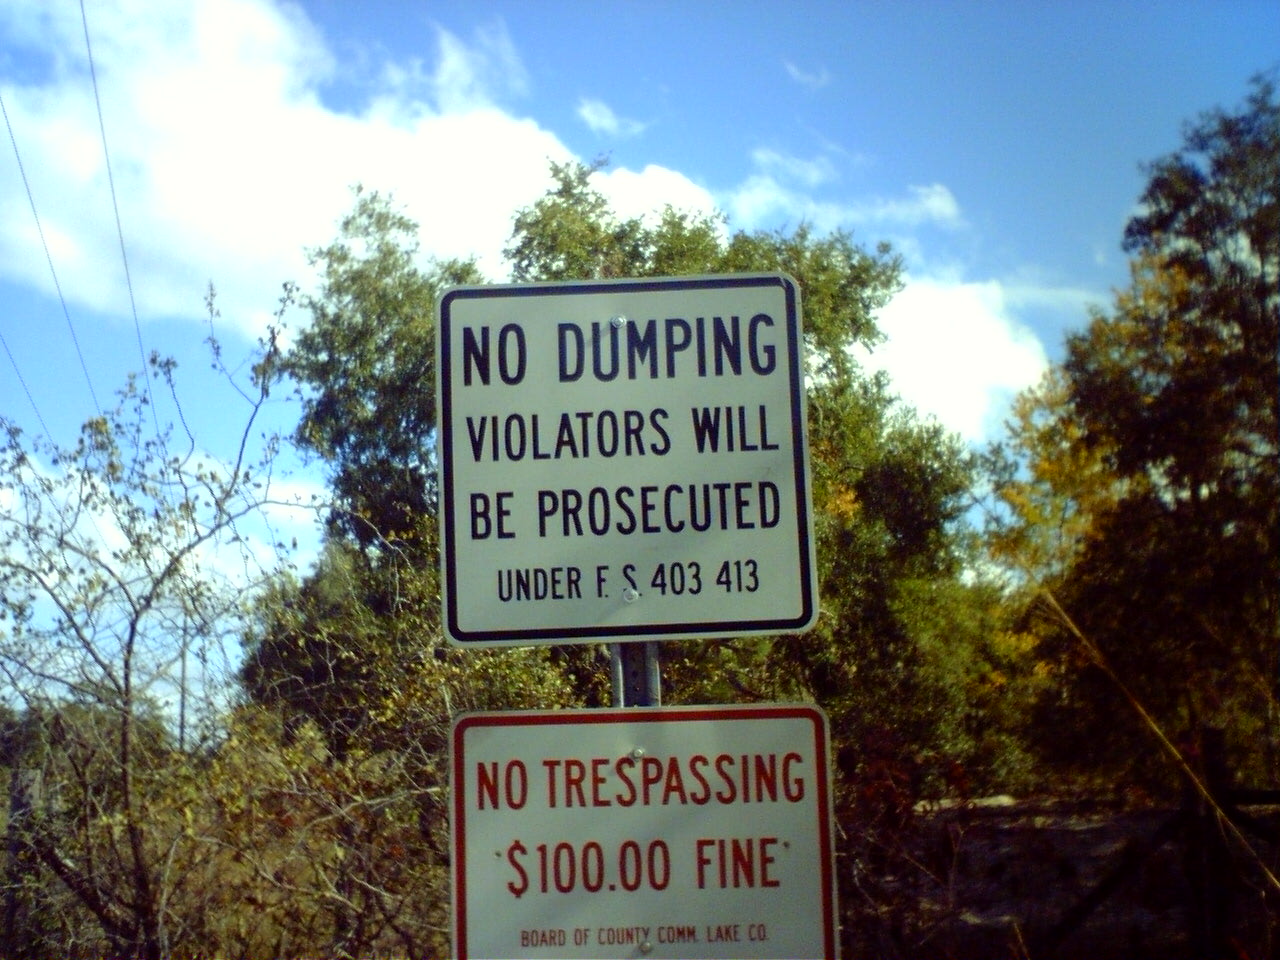 NO DUMPING
VIOLATORS WILL
BE PROSECUTED
UNDER F. S. 403 413
NO TRESPASSING
$100.00 FINE
BOARD OF COUNTY COMM. LAKE CO.